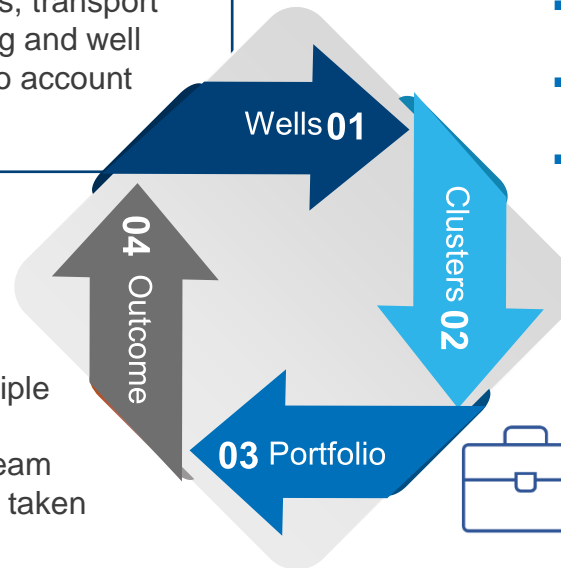 s, transport
g and well
o account
Wells 01
Clusters 02
04 Outcome
iple
03 Portfolio
eam
taken